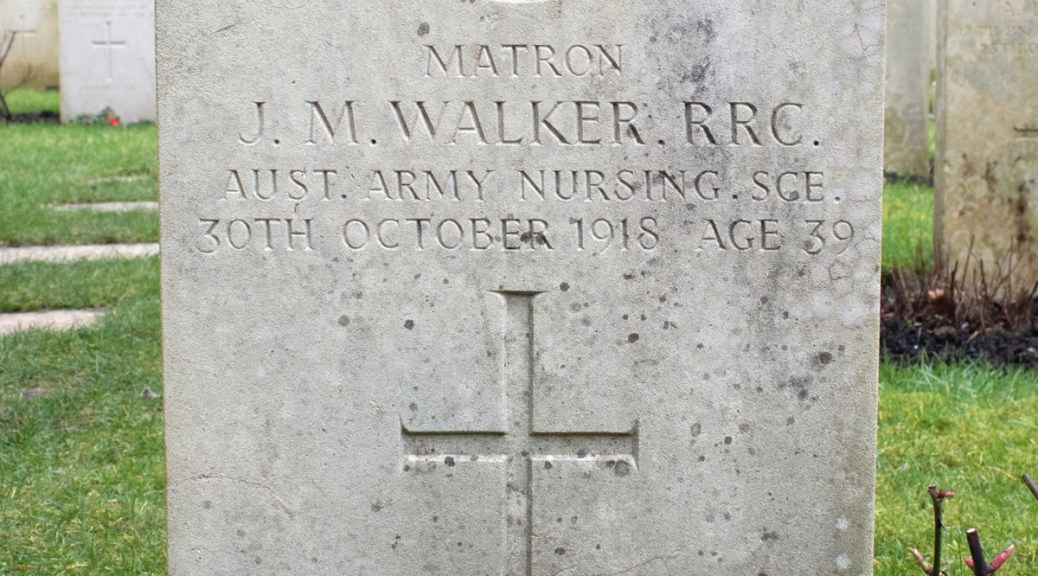 MATRON
J. M. WALKER. RRC.
AUST. ARMY NURSING. SCE.
30TH OCTOBER 1918 AGE 39